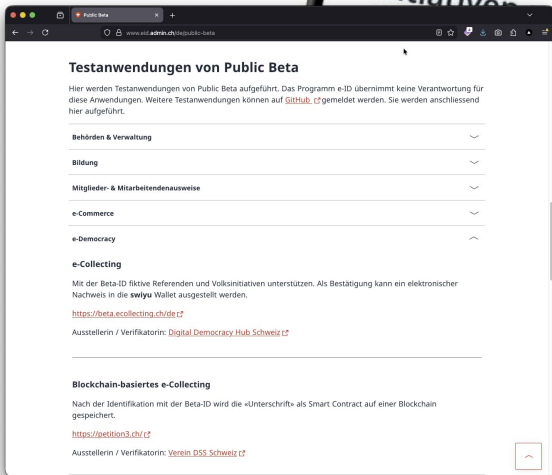 Public Beta
www.eid.admin.ch/de/public-beta
Testanwendungen von Public Beta
Hier werden Testanwendungen von Public Beta aufgeführt. Das Programm e-ID übernimmt keine Verantwortung für
diese Anwendungen. Weitere Testanwendungen können auf GitHub gemeldet werden. Sie werden anschliessend
hier aufgeführt.
Behörden & Verwaltung
Bildung
Mitglieder- & Mitarbeitendenausweise
e-Commerce
e-Democracy
e-Collecting
Mit der Beta-ID fiktive Referenden und Volksinitiativen unterstützen. Als Bestätigung kann ein elektronischer
Nachweis in die swiyu Wallet ausgestellt werden.
https://beta.ecollecting.ch/de
Ausstellerin / Verifikatorin: Digital Democracy Hub Schweiz
Blockchain-basiertes e-Collecting
Nach der Identifikation mit der Beta-ID wird die «Unterschrift» als Smart Contract auf einer Blockchain
gespeichert.
https://petition3.ch/
Ausstellerin / Verifikatorin: Verein DSS Schweiz